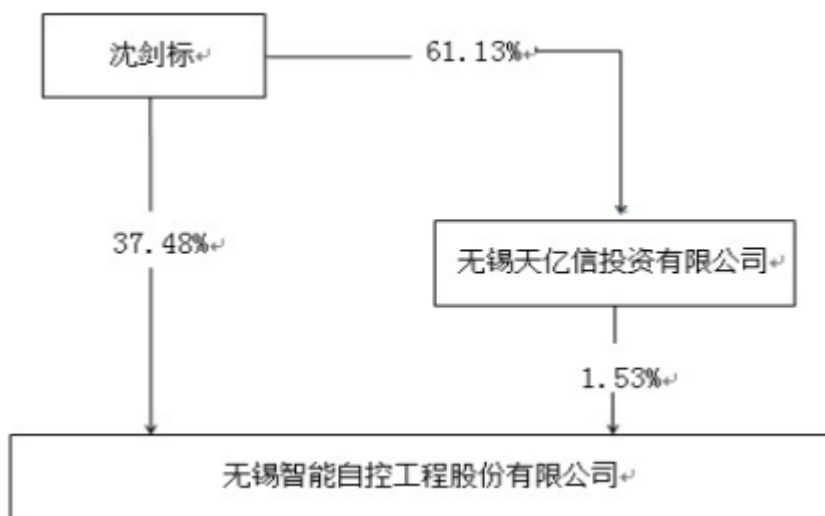 沈剑标
61.13%
37.48%
无锡天亿信投资有限公司
1.53%
无锡智能自控工程股份有限公司